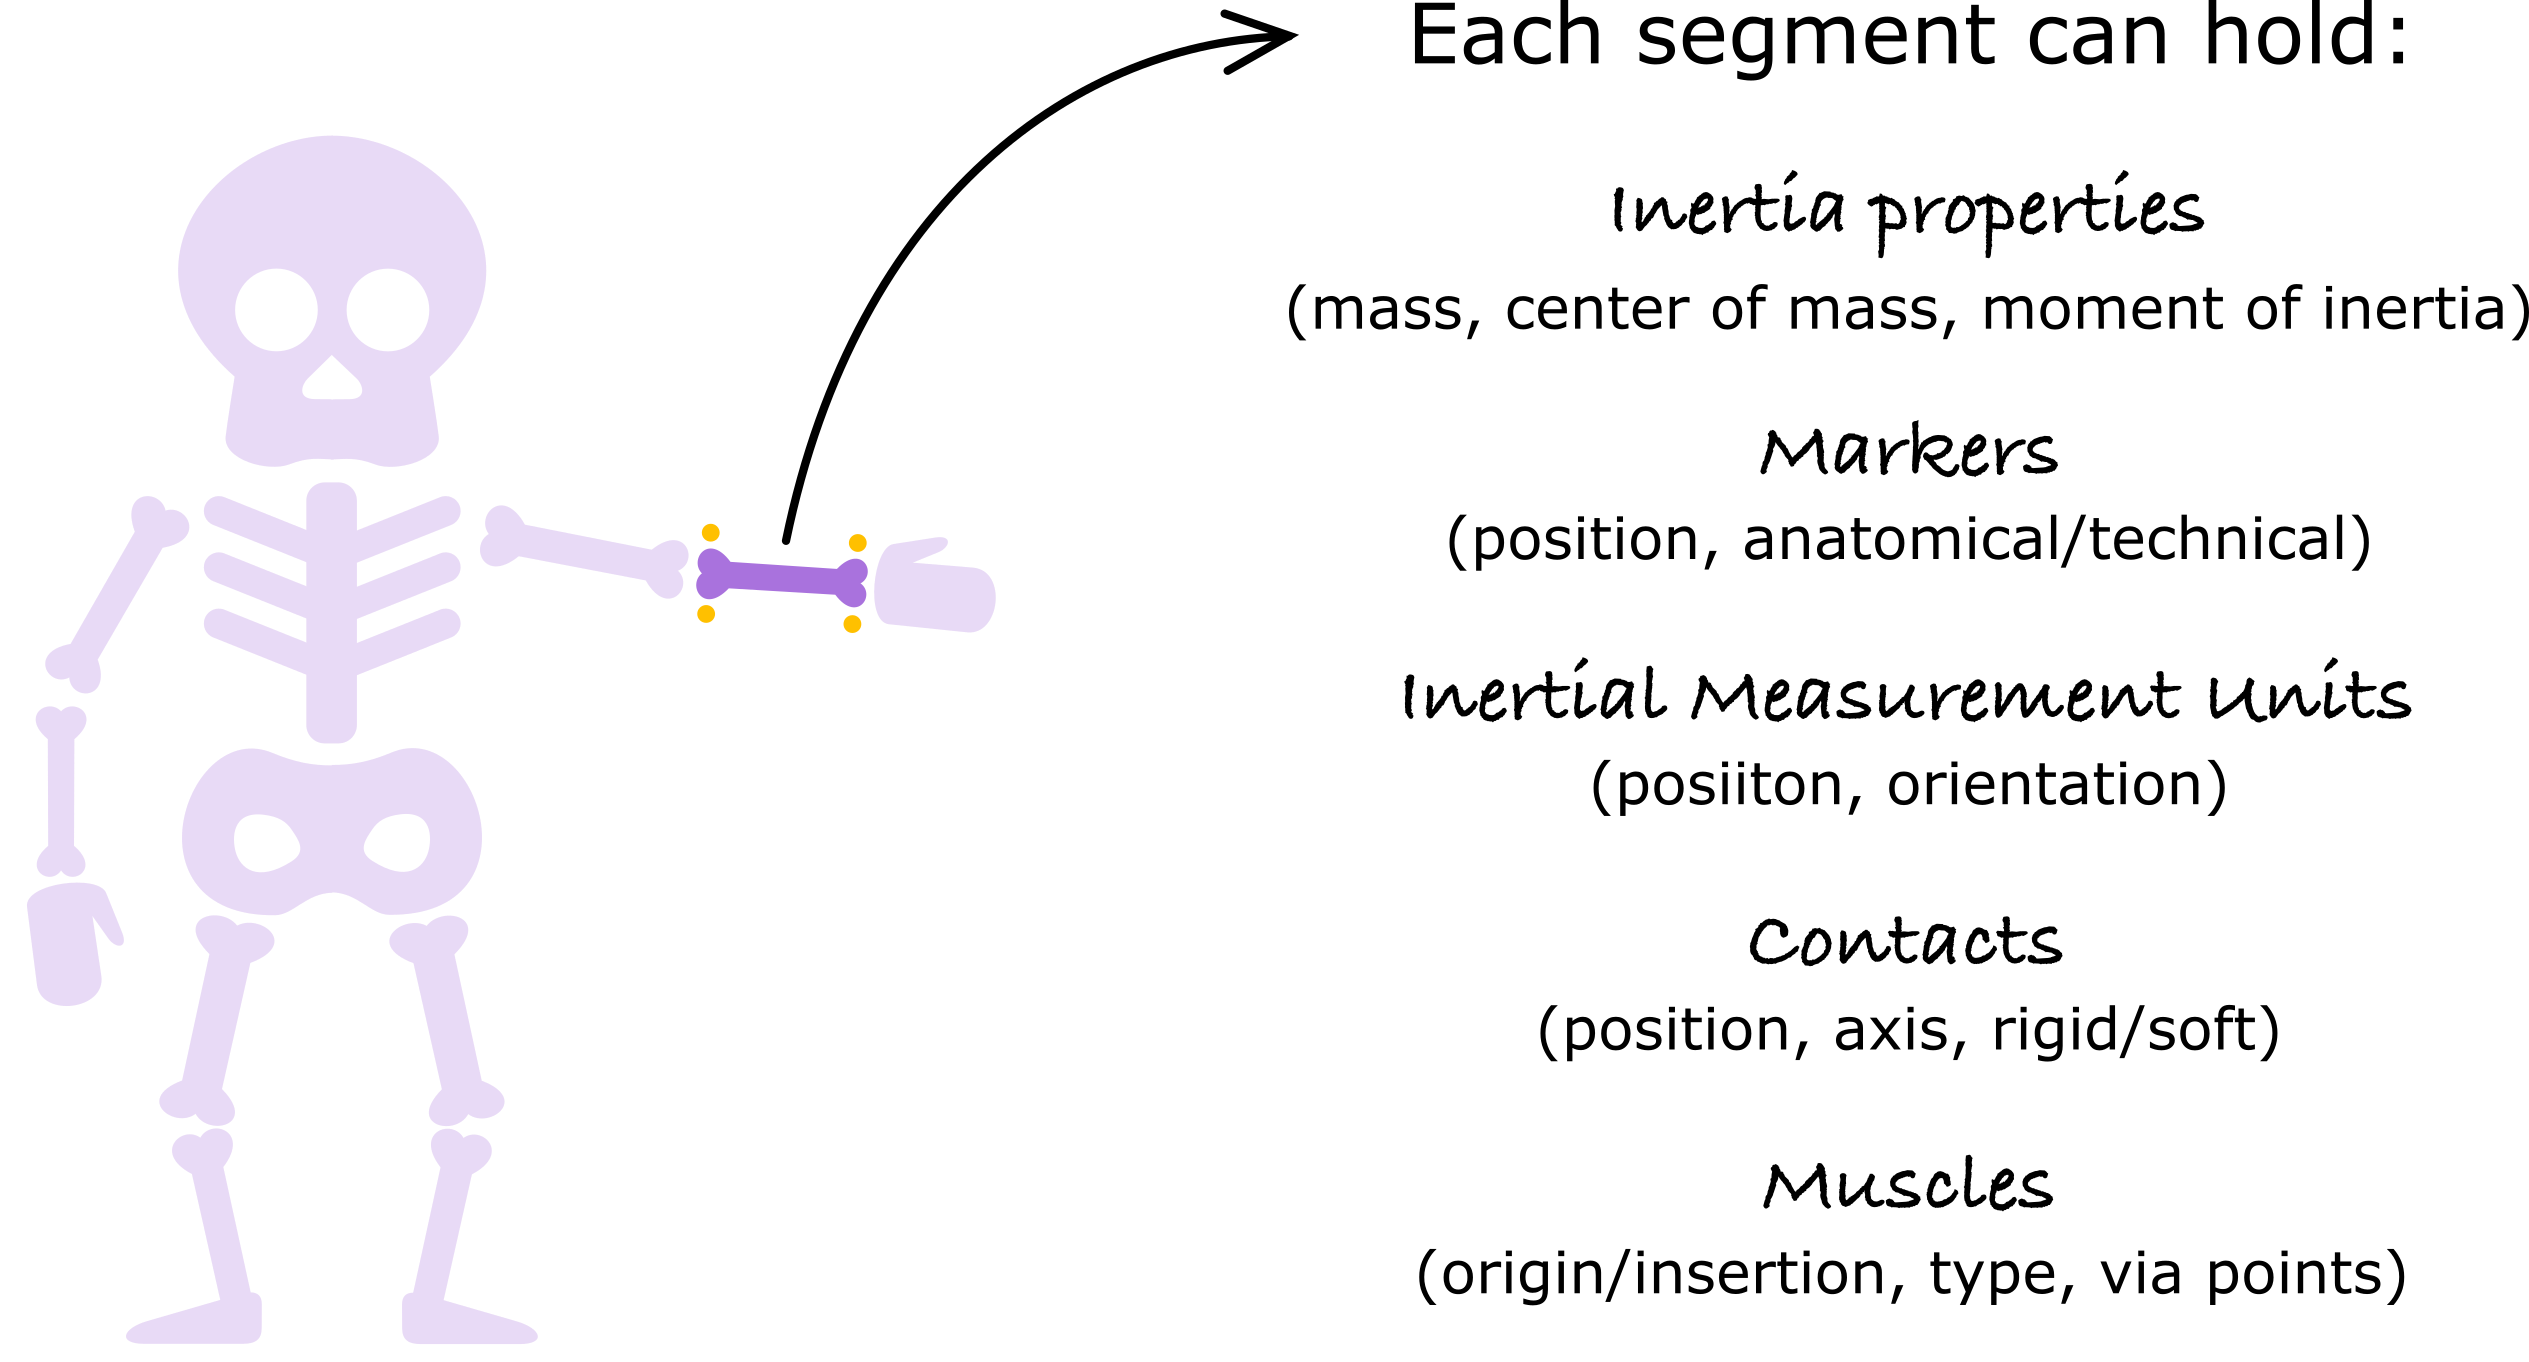 Each segment can hold:
Inertia properties
(mass, center of mass, moment of inertia)
Markers
(position, anatomical/technical)
Inertial Measurement Units
(posiiton, orientation)
Contacts
(position, axis, rigid/soft)
Muscles
(origin/insertion, type, via points)